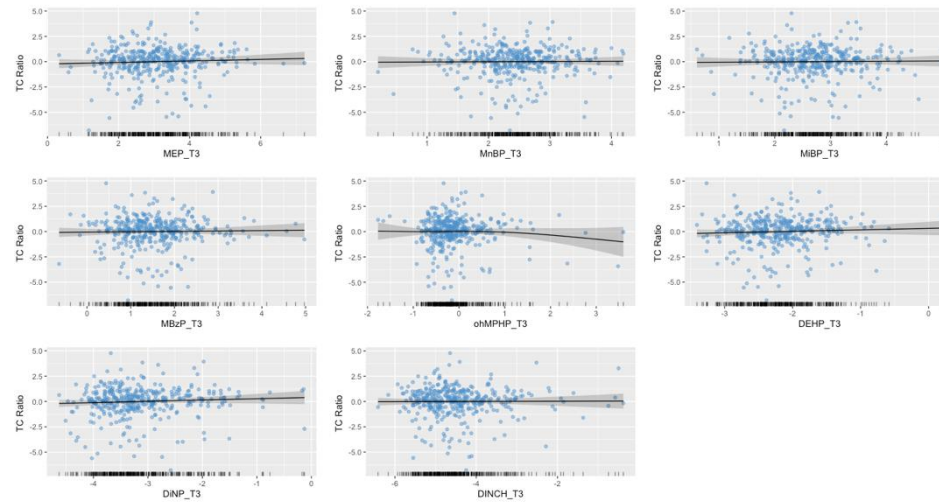 5.0
2.5
0.0
-2.5
-5.0
TC Ratio
0 2 4 6
MEP_T3
5.0
2.5
0.0
-2.5
-5.0
TC Ratio
1 2 3 4
MnBP_T3
5.0
2.5
0.0
-2.5
-5.0
TC Ratio
1 2 3 4 5
MiBP_T3
5.0
2.5
0.0
-2.5
-5.0
TC Ratio
0 1 2 3 4 5
MBzP_T3
5.0
2.5
0.0
-2.5
-5.0
TC Ratio
-2 -1 0 1 2 3
ohMPHP_T3
5.0
2.5
0.0
-2.5
-5.0
TC Ratio
-3 -2 -1 0
DEHP_T3
5.0
2.5
0.0
-2.5
-5.0
TC Ratio
-4 -3 -2 -1 0
DiNP_T3
5.0
2.5
0.0
-2.5
-5.0
TC Ratio
-6 -4 -2
DINCH_T3